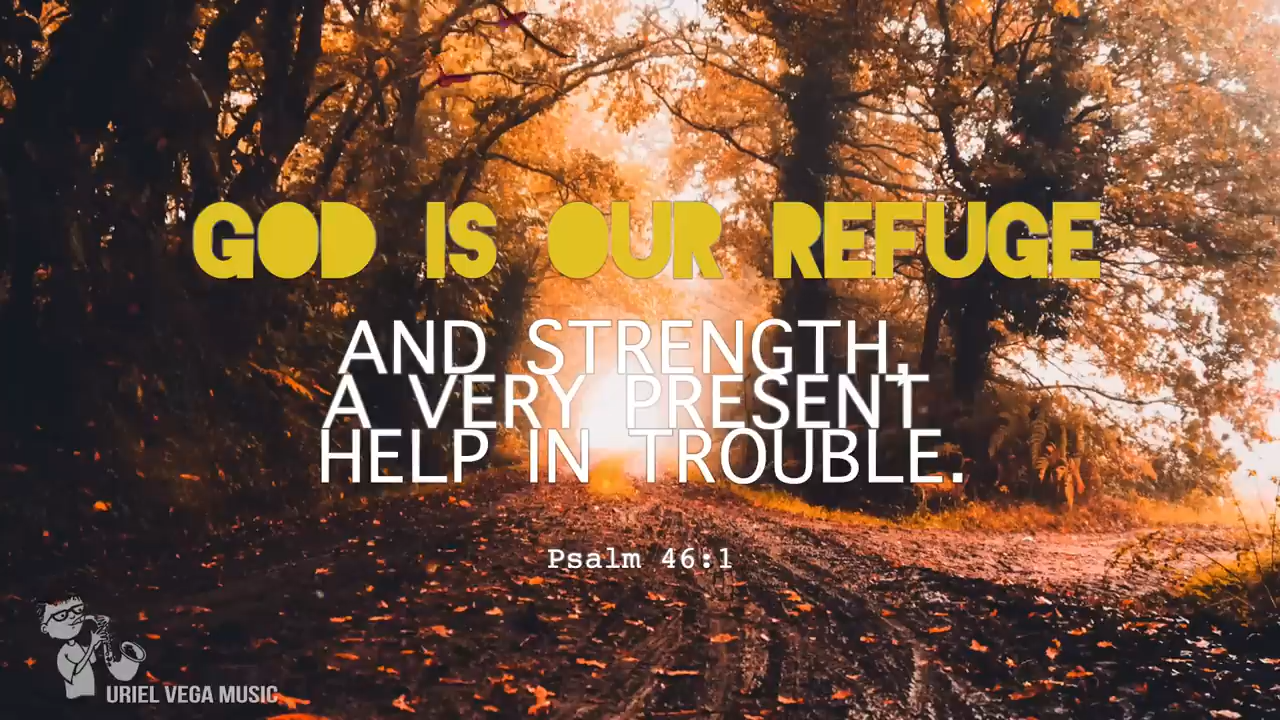 GOD IS OUR REFUGE
AND STRENGTH,
A VERY PRESENT
HELP IN TROUBLE.
Psalm 46:1
URIEL VEGA MUSIC